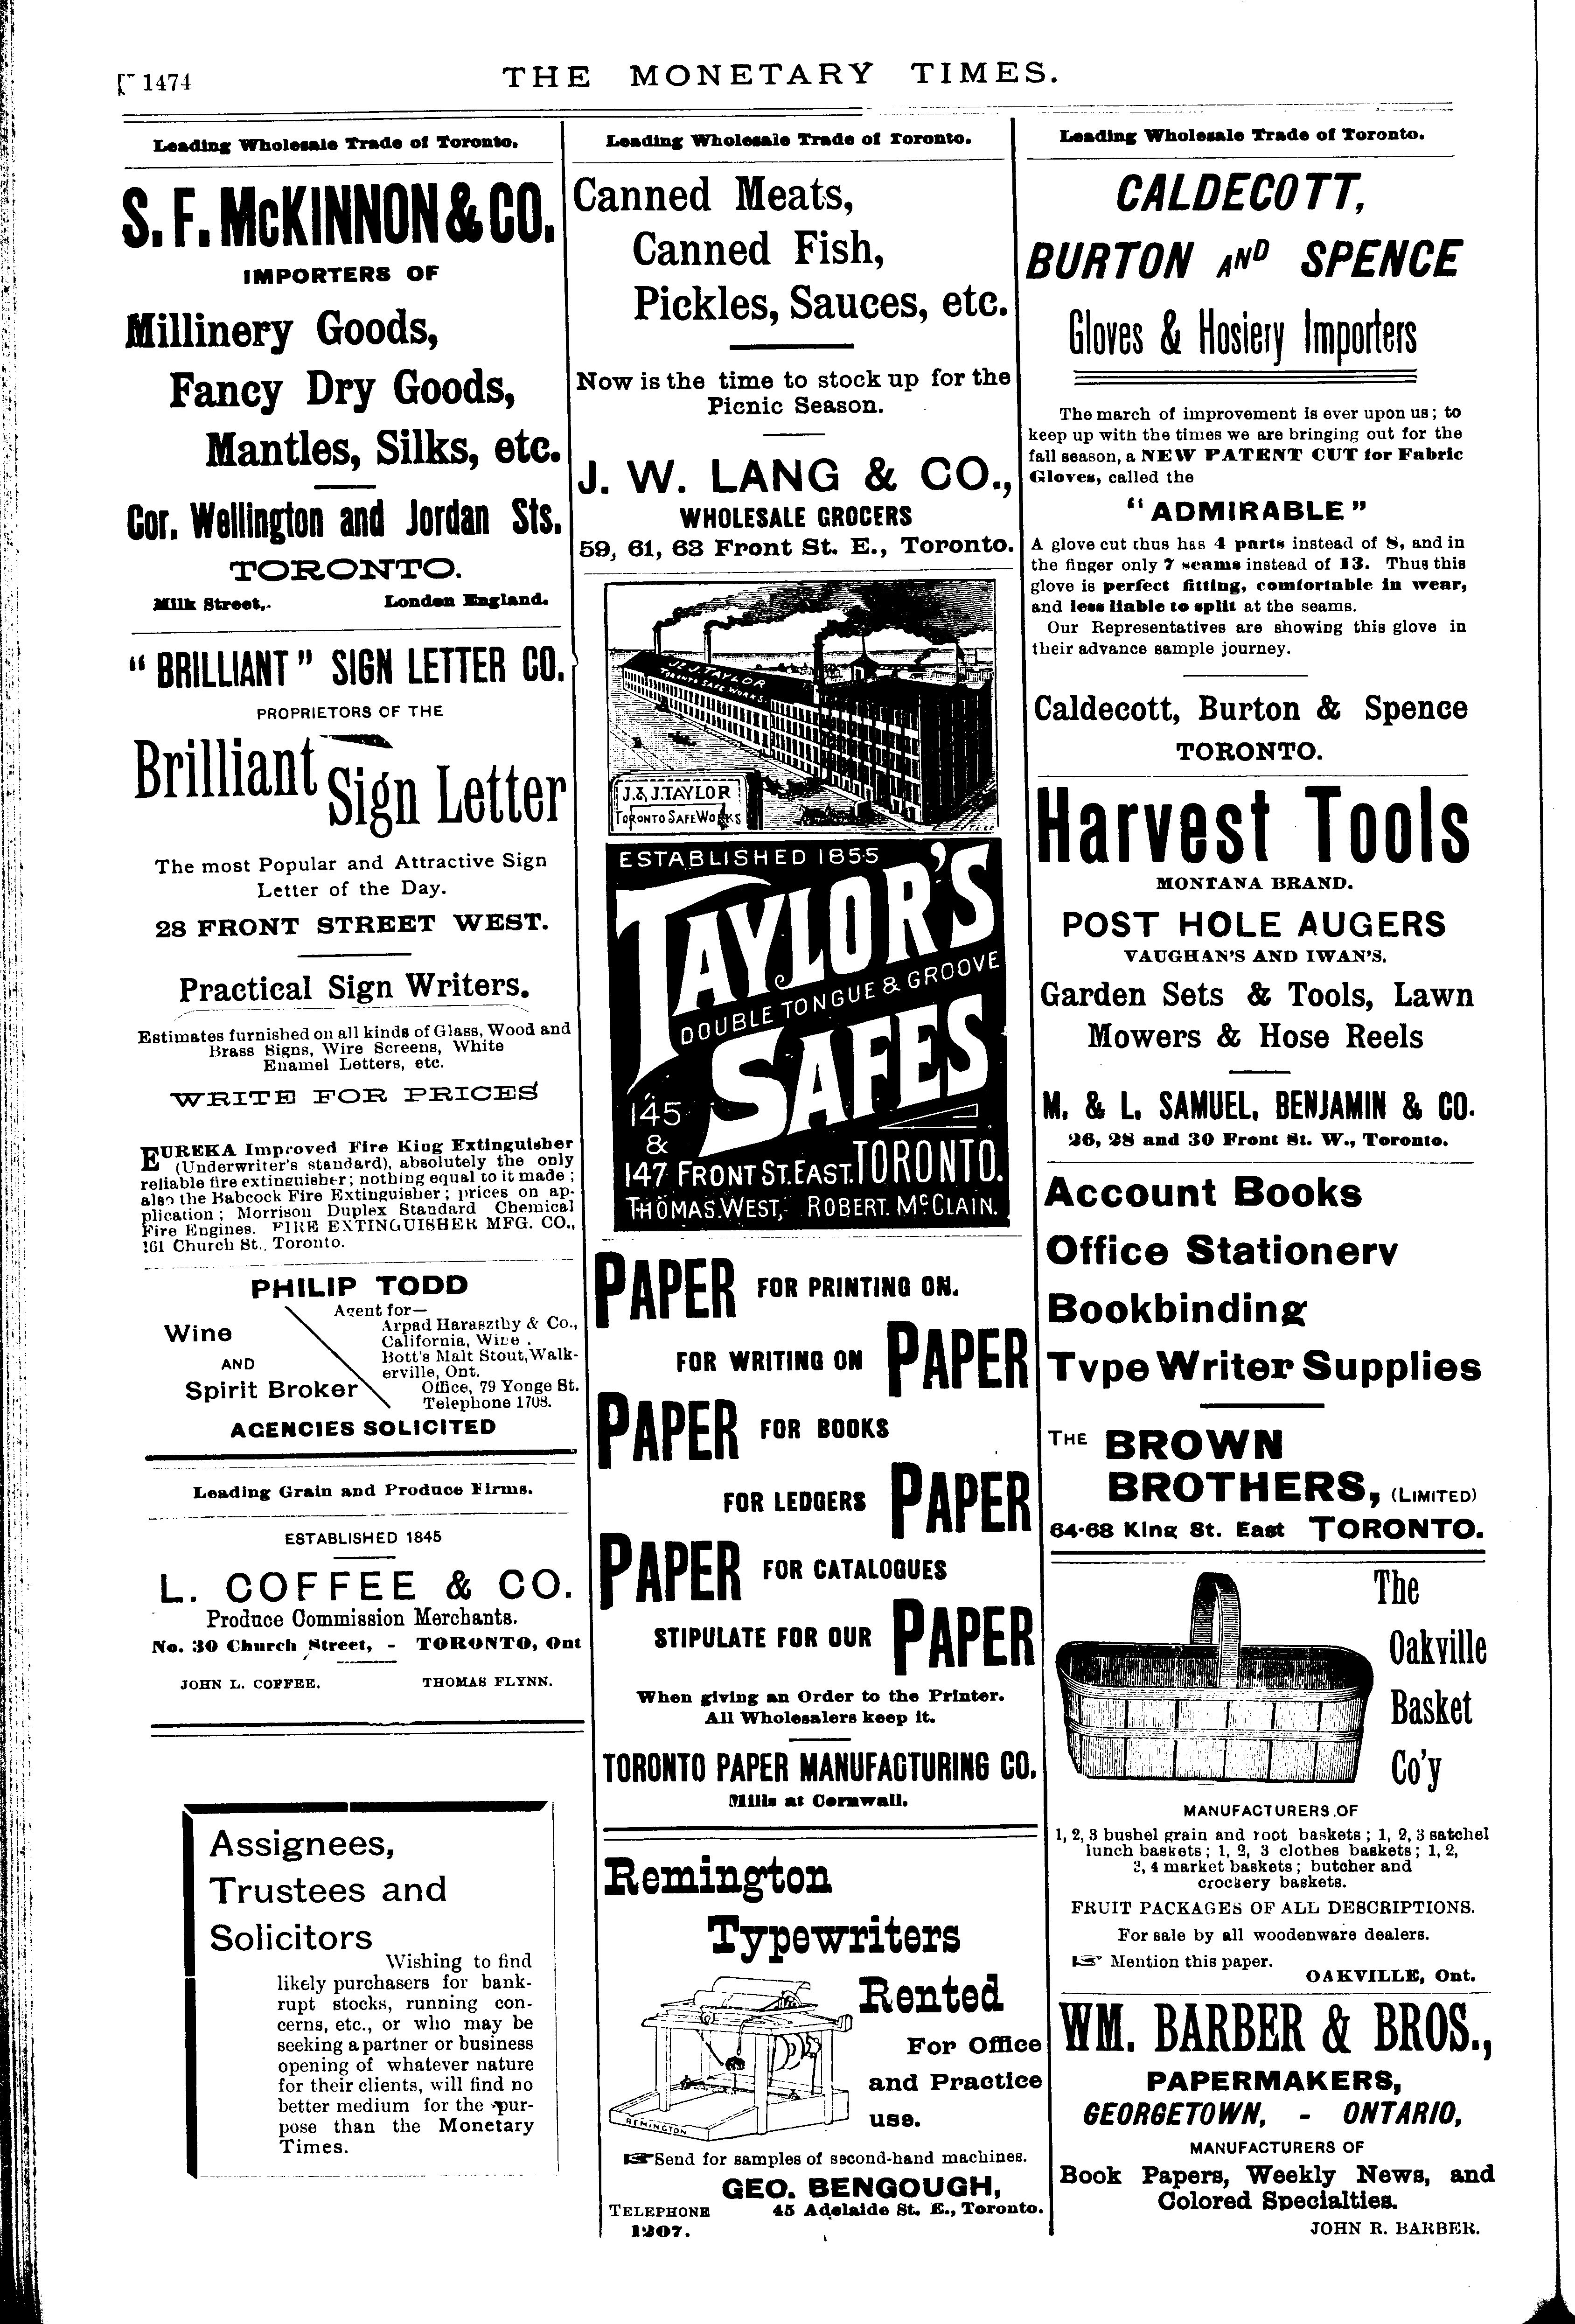 1474
THE MONETARY TIMES.
Leading Wholesale Trade of Toronto.
S. F. McKINNON & CO.
IMPORTERS OF
Millinery Goods,
Fancy Dry Goods,
Mantles, Silks, etc.
Cor. Wellington and Jordan Sts.
TORONTO.
Milk Street,. London England.
"BRILLIANT" SIGN LETTER CO.
PROPRIETORS OF THE
Brilliant Sign Letter
The most Popular and Attractive Sign
Letter of the Day.
28 FRONT STREET WEST.
Practical Sign Writers.
Estimates furnished on all kinds of Glass, Wood and
Brass Signs, Wire Screens, White
Enamel Letters, etc.
WRITE FOR PRICES
EUREKA Improved Fire King Extinguisher
(Underwriter's standard), absolutely the only
reliable fire extinguisher; nothing equal to it made;
also the Babcock Fire Extinguisher; prices on ap-
plication; Morrison Duplex Standard Chemical
Fire Engines. FIRE EXTINGUISHER MFG. CO.,
161 Church St., Toronto.
PHILIP TODD
Wine
AND
Spirit Broker
Agent for—
Arpad Haraszthy & Co.,
California, Wine.
Bott's Malt Stout, Walk-
erville, Ont.
Office, 79 Yonge St.
Telephone 1708.
AGENCIES SOLICITED
Leading Grain and Produce Firms.
ESTABLISHED 1845
L. COFFEE & CO.
Produce Commission Merchants.
No. 30 Church Street, - TORONTO, Ont
JOHN L. COFFEE. THOMAS FLYNN.
Assignees,
Trustees and
Solicitors
Wishing to find
likely purchasers for bank-
rupt stocks, running con-
cerns, etc., or who may be
seeking a partner or business
opening of whatever nature
for their clients, will find no
better medium for the pur-
pose than the Monetary
Times.
Leading Wholesale Trade of Toronto.
Canned Meats,
Canned Fish,
Pickles, Sauces, etc.
Now is the time to stock up for the
Picnic Season.
J. W. LANG & CO.,
WHOLESALE GROCERS
59, 61, 63 Front St. E., Toronto.
J. & J. TAYLOR
TORONTO SAFE WORKS
J. & J. TAYLOR
TORONTO SAFE WORKS
ESTABLISHED 1855
TAYLOR'S
DOUBLE TONGUE & GROOVE
SAFES
145
&
147 FRONT ST. EAST. TORONTO.
THOMAS. WEST, ROBERT. McCLAIN.
PAPER FOR PRINTING ON.
FOR WRITING ON PAPER
PAPER FOR BOOKS
FOR LEDGERS PAPER
PAPER FOR CATALOGUES
STIPULATE FOR OUR PAPER
When giving an Order to the Printer.
All Wholesalers keep it.
TORONTO PAPER MANUFACTURING CO.
Mills at Cornwall.
Remington
Typewriters
Rented
For Office
and Practice
use.
REMINGTON
Send for samples of second-hand machines.
GEO. BENGOUGH,
TELEPHONE 45 Adelaide St. E., Toronto.
1207.
Leading Wholesale Trade of Toronto.
CALDECOTT,
BURTON AND SPENCE
Gloves & Hosiery Importers
The march of improvement is ever upon us; to
keep up with the times we are bringing out for the
fall season, a NEW PATENT CUT for Fabric
Gloves, called the
"ADMIRABLE"
A glove cut thus has 4 parts instead of 8, and in
the finger only 7 seams instead of 13. Thus this
glove is perfect fitting, comfortable in wear,
and less liable to split at the seams.
Our Representatives are showing this glove in
their advance sample journey.
Caldecott, Burton & Spence
TORONTO.
Harvest Tools
MONTANA BRAND.
POST HOLE AUGERS
VAUGHAN'S AND IWAN'S.
Garden Sets & Tools, Lawn
Mowers & Hose Reels
M. & L. SAMUEL, BENJAMIN & CO.
26, 28 and 30 Front St. W., Toronto.
Account Books
Office Stationery
Bookbinding
Type Writer Supplies
THE BROWN
BROTHERS, (LIMITED)
64-68 King St. East TORONTO.
The
Oakville
Basket
Co'y
MANUFACTURERS OF
1, 2, 3 bushel grain and root baskets; 1, 2, 3 satchel
lunch baskets; 1, 2, 3 clothes baskets; 1, 2,
3, 4 market baskets; butcher and
crockery baskets.
FRUIT PACKAGES OF ALL DESCRIPTIONS.
For sale by all woodenware dealers.
Mention this paper.
OAKVILLE, Ont.
WM. BARBER & BROS.,
PAPERMAKERS,
GEORGETOWN, - ONTARIO,
MANUFACTURERS OF
Book Papers, Weekly News, and
Colored Specialties.
JOHN R. BARBER.